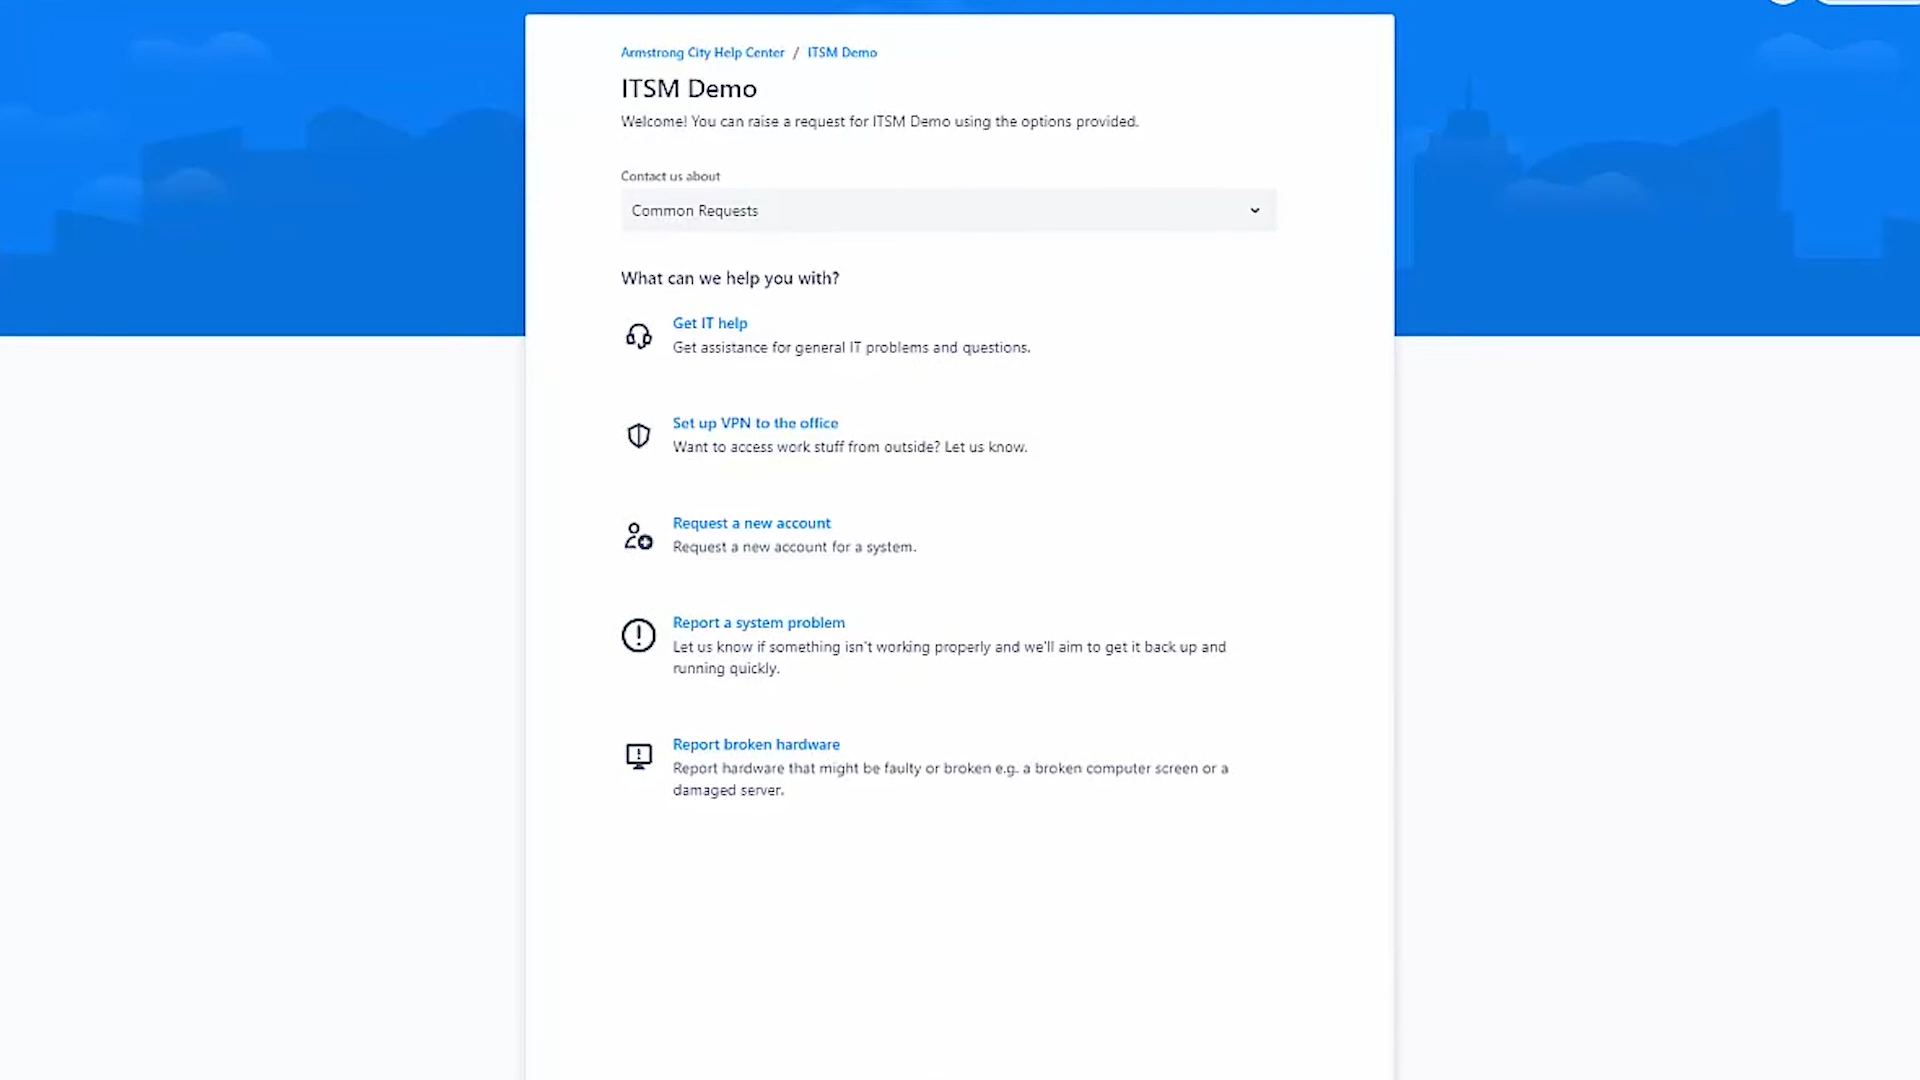 Armstrong City Help Center / ITSM Demo
ITSM Demo
Welcome! You can raise a request for ITSM Demo using the options provided.
Contact us about
Common Requests
What can we help you with?
Get IT help
Get assistance for general IT problems and questions.
Set up VPN to the office
Want to access work stuff from outside? Let us know.
Request a new account
Request a new account for a system.
Report a system problem
Let us know if something isn't working properly and we'll aim to get it back up and
running quickly.
Report broken hardware
Report hardware that might be faulty or broken e.g. a broken computer screen or a
damaged server.